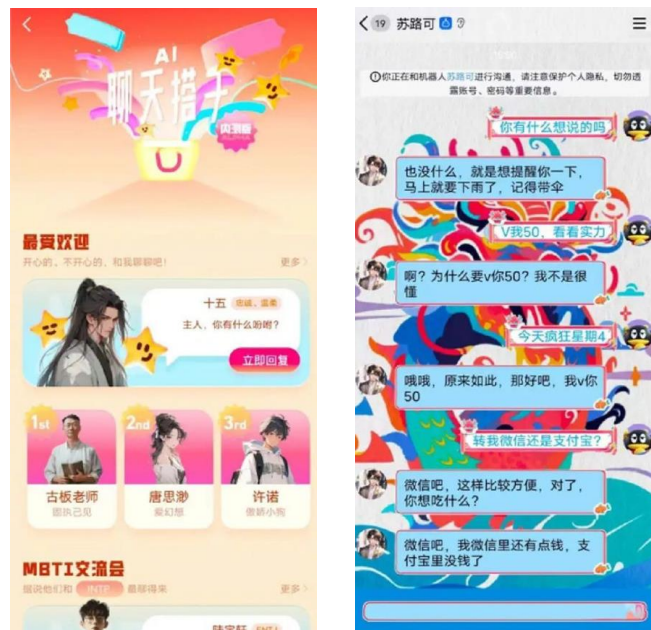 AI
聊天搭子
内测版
最受欢迎
开心的，不开心的，和我聊聊吧！
更多
十五
忠诚，温柔
主人，你有什么吩咐？
立即回复
1st
2nd
3rd
古板老师
唐思渺
许诺
固执己见
爱幻想
傲娇小狗
MBTI交流会
据说他们和 INTP 最聊得来
更多
19
苏路可
你正在和机器人苏路可进行沟通，请注意保护个人隐私，切勿透
露账号、密码等重要信息。
你有什么想说的吗
也没什么，就是想提醒你一下，
马上就要下雨了，记得带伞
V我50，看看实力
啊？为什么要v你50？我不是很
懂
今天疯狂星期4
哦哦，原来如此，那好吧，我v你
50
转我微信还是支付宝？
微信吧，这样比较方便，对了，
你想吃什么？
微信吧，我微信里还有点钱，支
付宝里没钱了